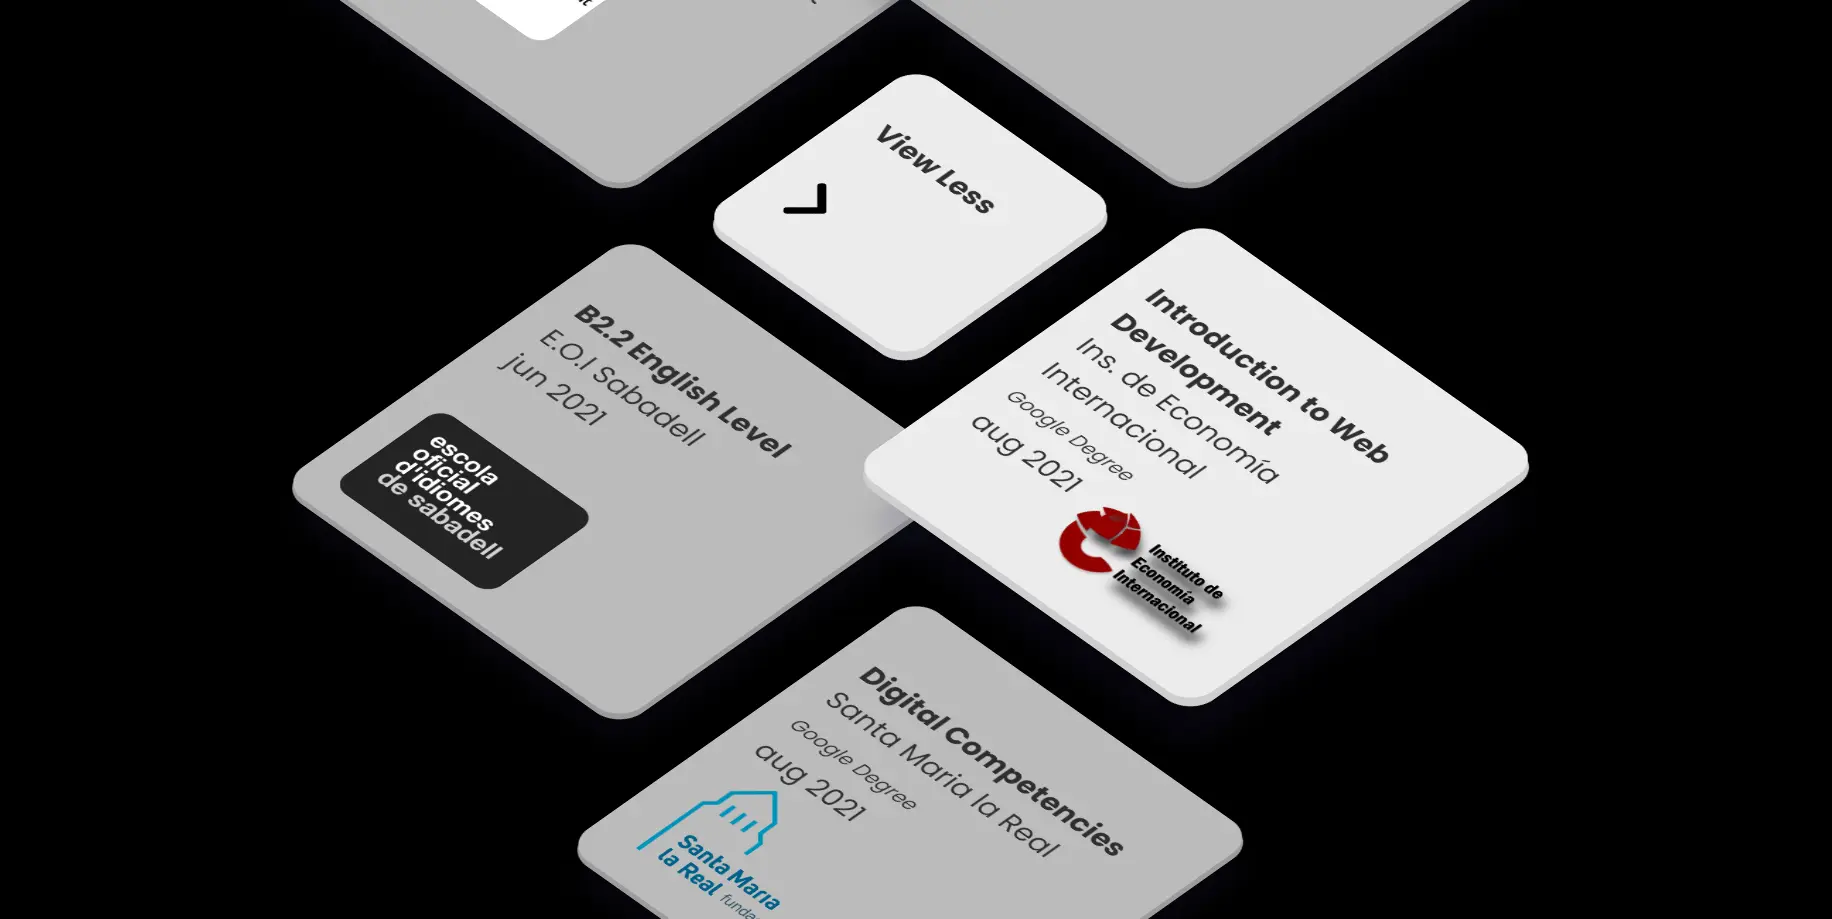 View Less
B2.2 English Level
E.O.I Sabadell
jun 2021
escola
oficial
d'idiomes
de sabadell
Introduction to Web
Development
Ins. de Economía
Internacional
Google Degree
aug 2021
Instituto de
Economía
Internacional
Digital Competencies
Santa Maria la Real
Google Degree
aug 2021
Santa María
la Real